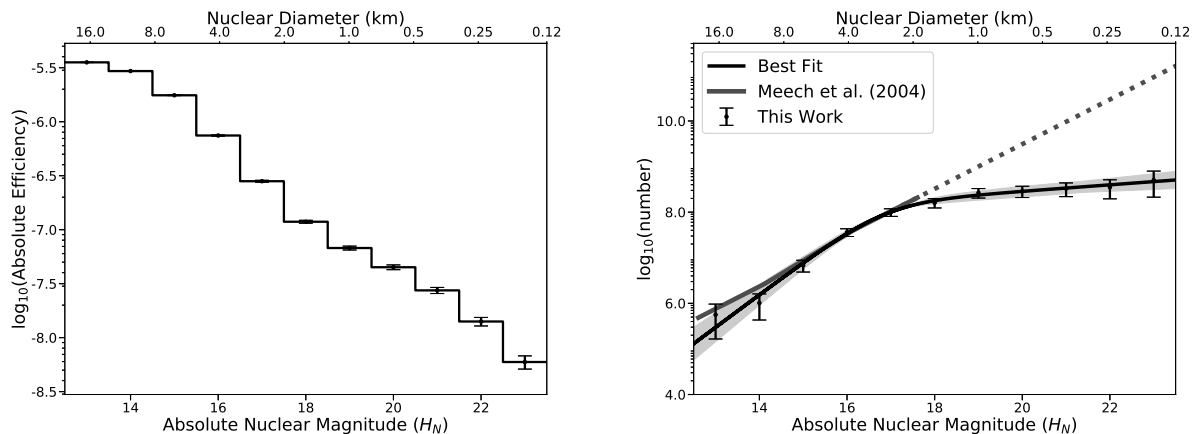 Nuclear Diameter (km)
16.0 8.0 4.0 2.0 1.0 0.5 0.25 0.12
-5.5
-6.0
-6.5
-7.0
-7.5
-8.0
-8.5
log₁₀(Absolute Efficiency)
14 16 18 20 22
Absolute Nuclear Magnitude (H_N)
Nuclear Diameter (km)
16.0 8.0 4.0 2.0 1.0 0.5 0.25 0.12
Best Fit
Meech et al. (2004)
This Work
10.0
8.0
6.0
4.0
log₁₀(number)
14 16 18 20 22
Absolute Nuclear Magnitude (H_N)